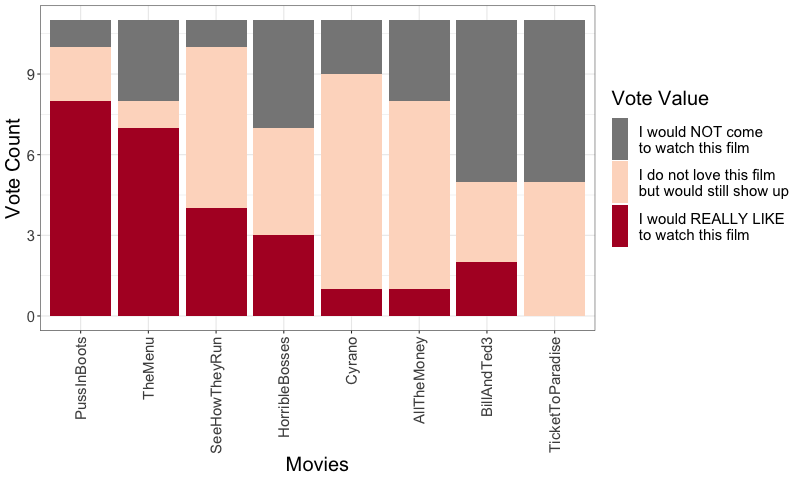 Vote Count
9
6
3
0
PussInBoots
TheMenu
SeeHowTheyRun
HorribleBosses
Cyrano
AllTheMoney
BillAndTed3
TicketToParadise
Movies
Vote Value
I would NOT come
to watch this film
I do not love this film
but would still show up
I would REALLY LIKE
to watch this film